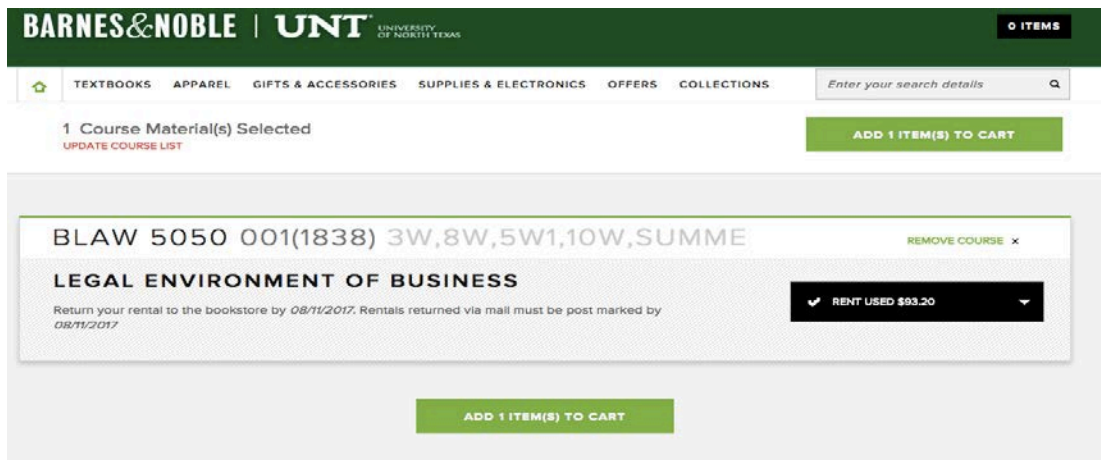 BARNES&NOBLE | UNT UNIVERSITY OF NORTH TEXAS
0 ITEMS
TEXTBOOKS APPAREL GIFTS & ACCESSORIES SUPPLIES & ELECTRONICS OFFERS COLLECTIONS Enter your search details
1 Course Material(s) Selected
UPDATE COURSE LIST
ADD 1 ITEM(S) TO CART
BLAW 5050 001(1838) 3W,8W,5W1,10W,SUMME
REMOVE COURSE x
LEGAL ENVIRONMENT OF BUSINESS
Return your rental to the bookstore by 08/11/2017. Rentals returned via mail must be post marked by
08/11/2017
RENT USED $93.20
ADD 1 ITEM(S) TO CART